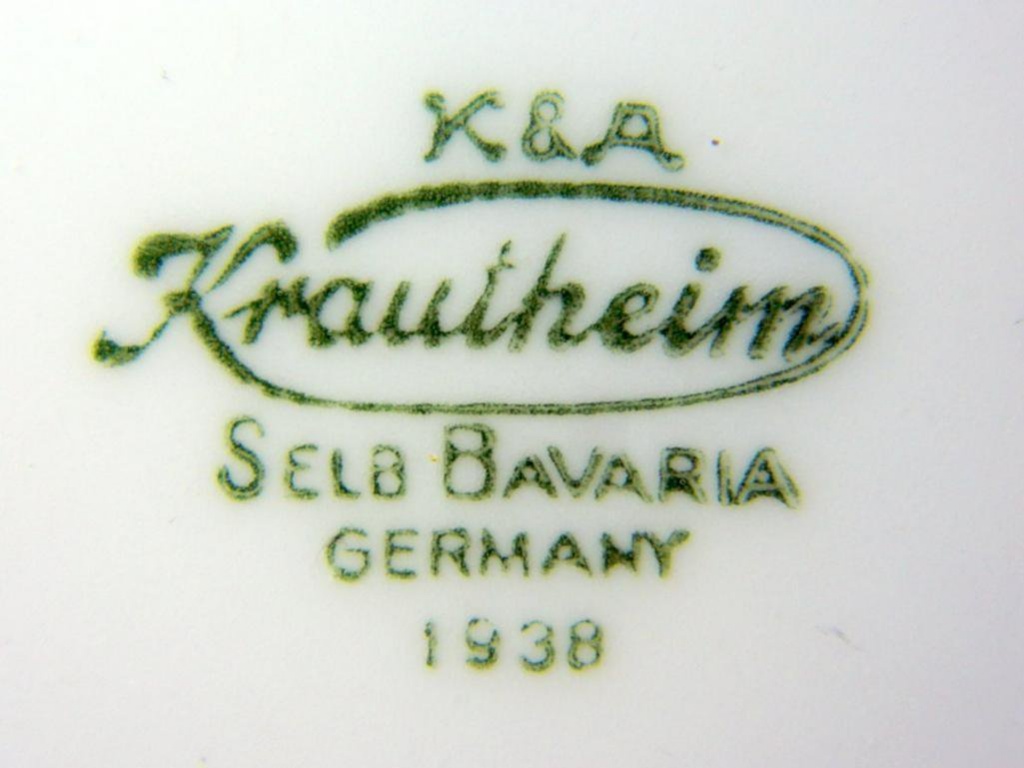 K&A
Krautheim
SELB BAVARIA
GERMANY
1938